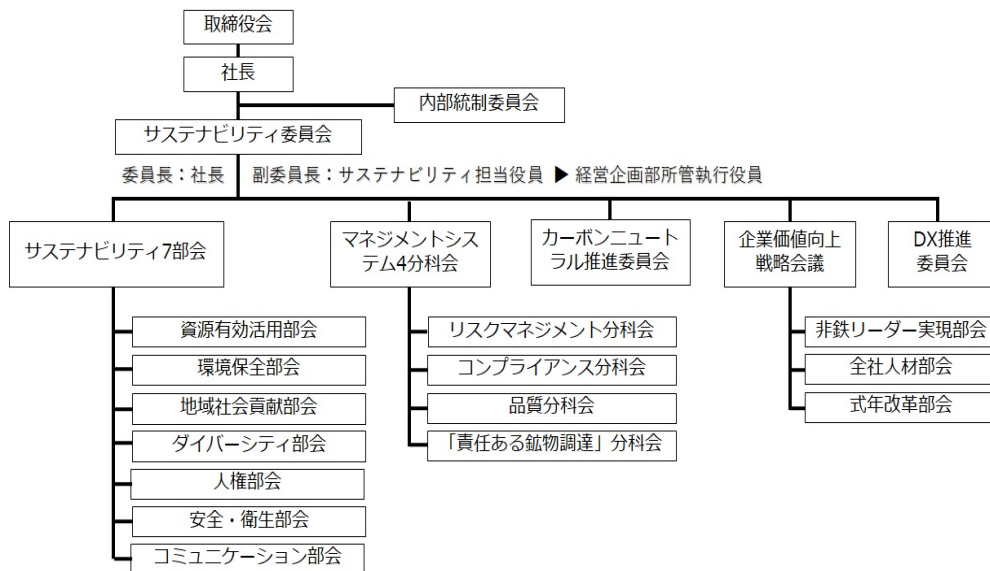 取締役会
社長
内部統制委員会
サステナビリティ委員会
委員長：社長　副委員長：サステナビリティ担当役員 ▶ 経営企画部所管執行役員
サステナビリティ7部会
マネジメントシス
テム4分科会
カーボンニュート
ラル推進委員会
企業価値向上
戦略会議
DX推進
委員会
資源有効活用部会
環境保全部会
地域社会貢献部会
ダイバーシティ部会
人権部会
安全・衛生部会
コミュニケーション部会
リスクマネジメント分科会
コンプライアンス分科会
品質分科会
「責任ある鉱物調達」分科会
非鉄リーダー実現部会
全社人材部会
式年改革部会